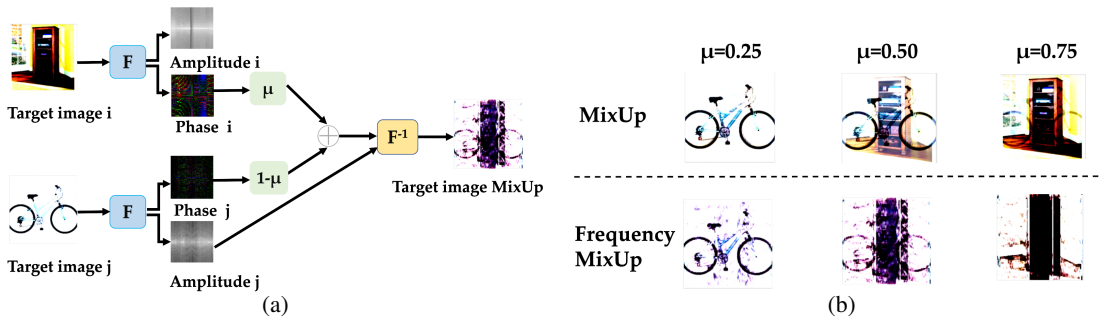 F
Amplitude i
Target image i
μ
Phase i
F⁻¹
1-μ
Target image MixUp
F
Phase j
Target image j
Amplitude j
(a)
μ=0.25 μ=0.50 μ=0.75
MixUp
Frequency
MixUp
(b)